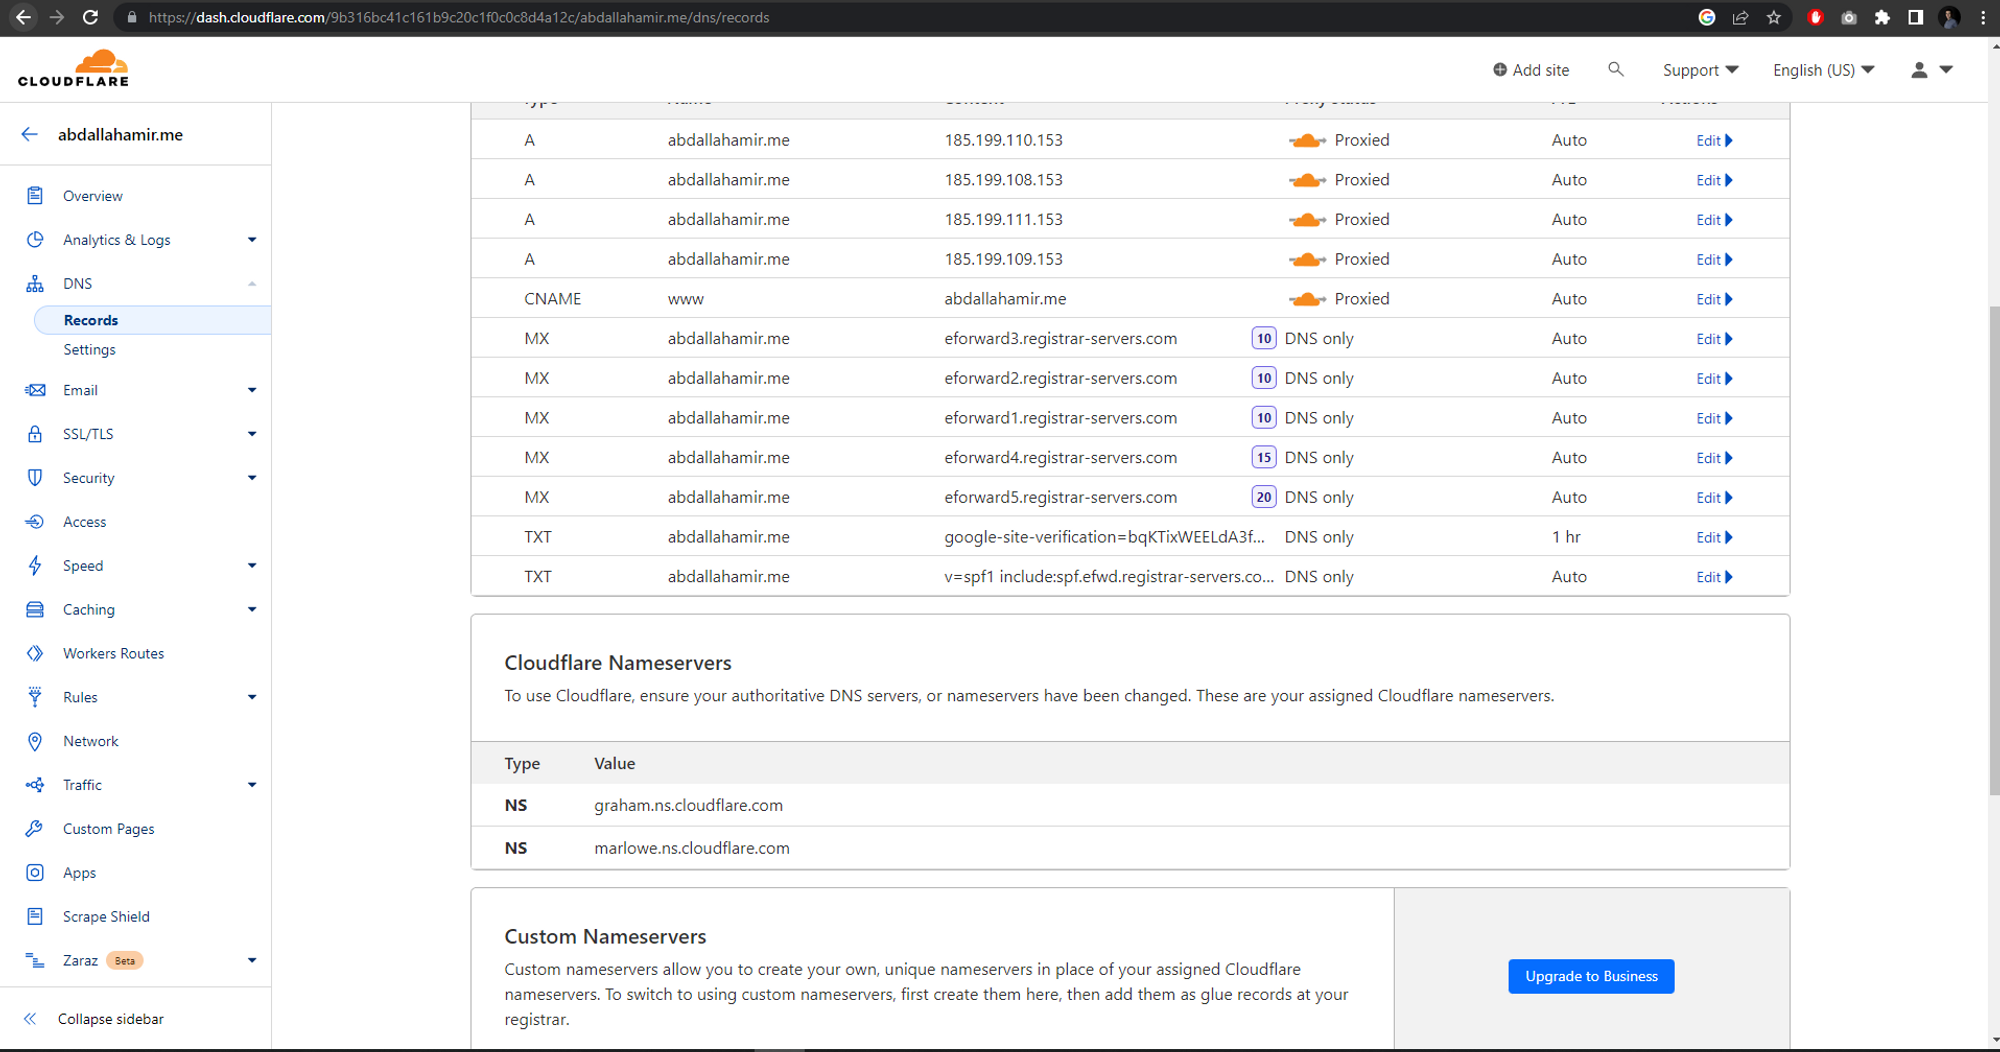 https://dash.cloudflare.com/9b316bc41c161b9c20c1f0c0c8d4a12c/abdallahamir.me/dns/records
CLOUDFLARE
Add site
Support
English (US)
abdallahamir.me
Overview
Analytics & Logs
DNS
Records
Settings
Email
SSL/TLS
Security
Access
Speed
Caching
Workers Routes
Rules
Network
Traffic
Custom Pages
Apps
Scrape Shield
Zaraz Beta
Collapse sidebar
Type Name Content Proxy status TTL Actions
A abdallahamir.me 185.199.110.153 Proxied Auto Edit
A abdallahamir.me 185.199.108.153 Proxied Auto Edit
A abdallahamir.me 185.199.111.153 Proxied Auto Edit
A abdallahamir.me 185.199.109.153 Proxied Auto Edit
CNAME www abdallahamir.me Proxied Auto Edit
MX abdallahamir.me eforward3.registrar-servers.com 10 DNS only Auto Edit
MX abdallahamir.me eforward2.registrar-servers.com 10 DNS only Auto Edit
MX abdallahamir.me eforward1.registrar-servers.com 10 DNS only Auto Edit
MX abdallahamir.me eforward4.registrar-servers.com 15 DNS only Auto Edit
MX abdallahamir.me eforward5.registrar-servers.com 20 DNS only Auto Edit
TXT abdallahamir.me google-site-verification=bqKTixWEELdA3f... DNS only 1 hr Edit
TXT abdallahamir.me v=spf1 include:spf.efwd.registrar-servers.co... DNS only Auto Edit
Cloudflare Nameservers
To use Cloudflare, ensure your authoritative DNS servers, or nameservers have been changed. These are your assigned Cloudflare nameservers.
Type Value
NS graham.ns.cloudflare.com
NS marlowe.ns.cloudflare.com
Custom Nameservers
Custom nameservers allow you to create your own, unique nameservers in place of your assigned Cloudflare
nameservers. To switch to using custom nameservers, first create them here, then add them as glue records at your
registrar.
Upgrade to Business